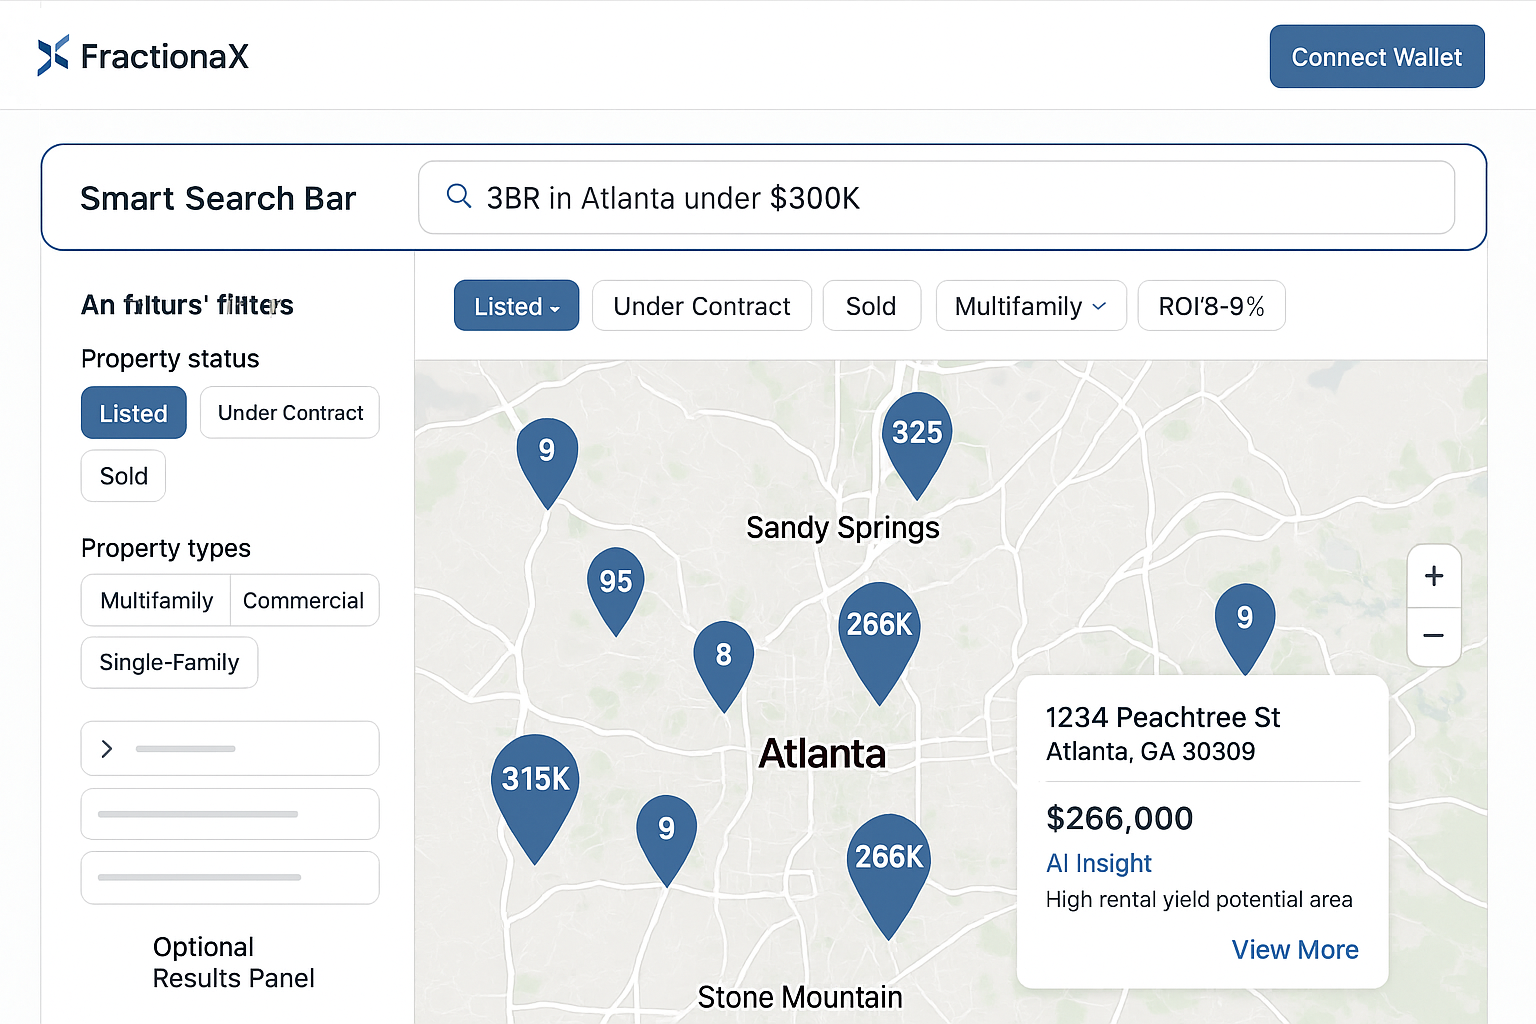 FractionaX
Connect Wallet
Smart Search Bar
3BR in Atlanta under $300K
An filturs' filters
Property status
Listed
Under Contract
Sold
Property types
Multifamily
Commercial
Single-Family
Optional
Results Panel
Listed
Under Contract
Sold
Multifamily
ROI'8-9%
9
325
Sandy Springs
95
266K
9
8
Atlanta
315K
9
266K
Stone Mountain
+
−
1234 Peachtree St
Atlanta, GA 30309
$266,000
AI Insight
High rental yield potential area
View More